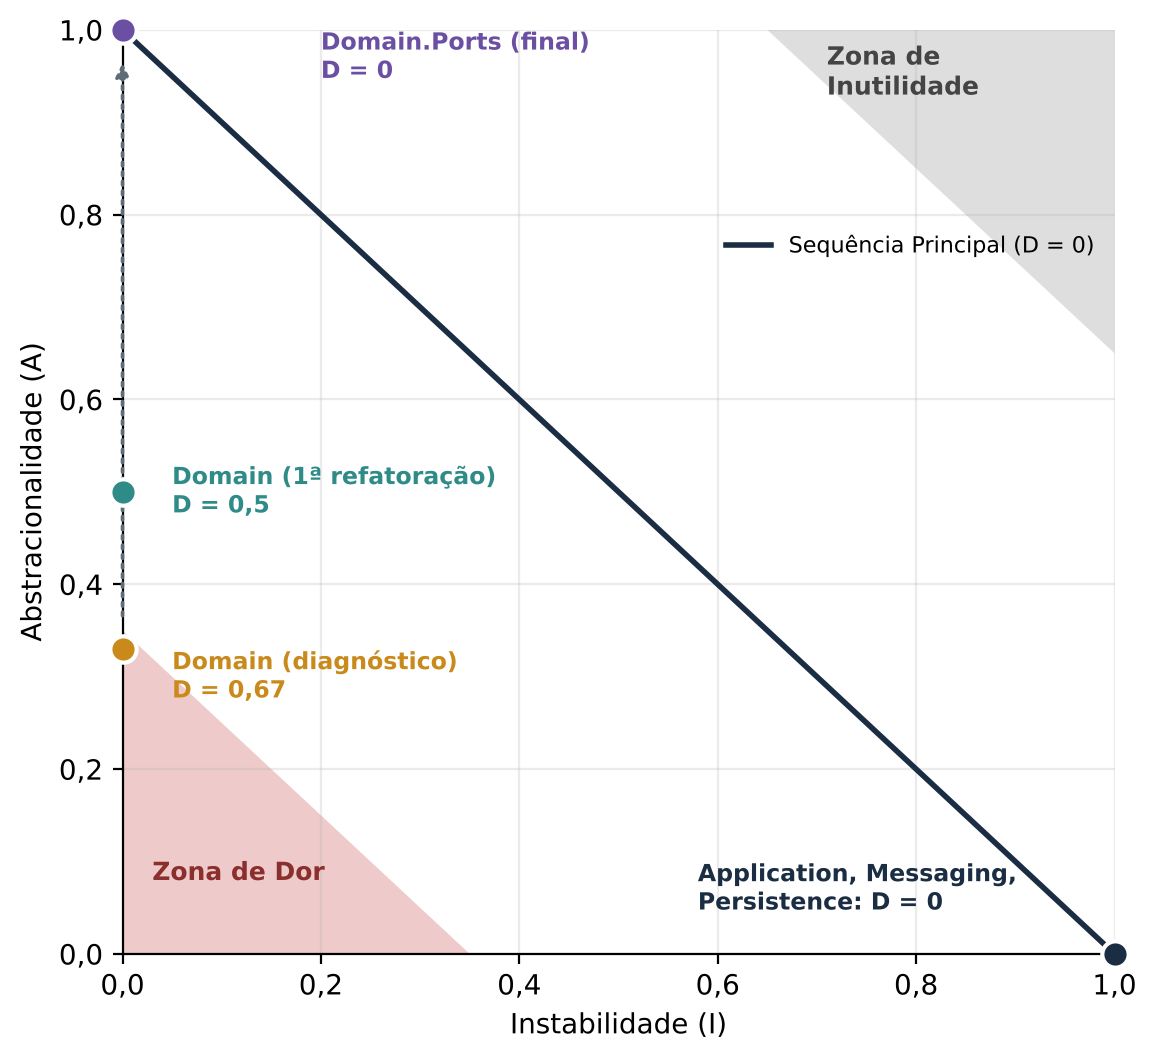 1,0
Domain.Ports (final)
D = 0
Zona de
Inutilidade
0,8
Sequência Principal (D = 0)
0,6
Abstracionalidade (A)
Domain (1ª refatoração)
D = 0,5
0,4
Domain (diagnóstico)
D = 0,67
0,2
Zona de Dor
Application, Messaging,
Persistence: D = 0
0,0
0,0 0,2 0,4 0,6 0,8 1,0
Instabilidade (I)